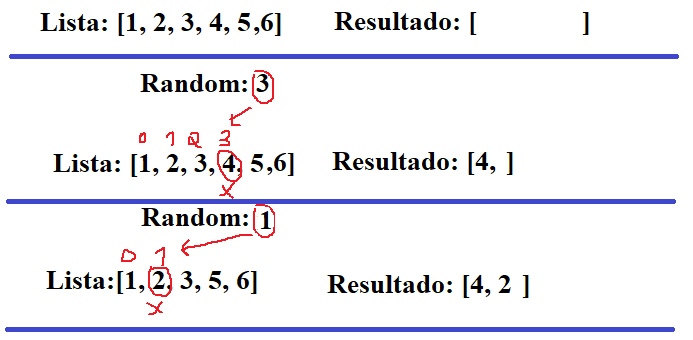 Lista: [1, 2, 3, 4, 5,6] Resultado: [ ]
Random: 3
0 1 2 3
Lista: [1, 2, 3, 4, 5,6] Resultado: [4, ]
x
Random: 1
0 1
Lista:[1, 2, 3, 5, 6] Resultado: [4, 2 ]
x